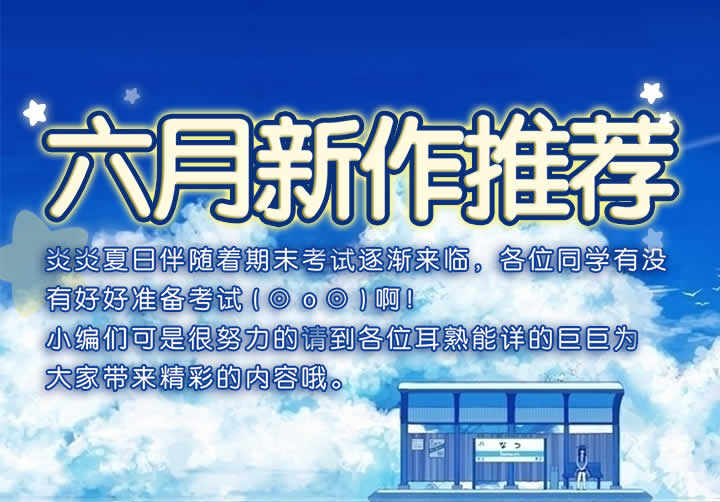 六月新作推荐
炎炎夏日伴随着期末考试逐渐来临，各位同学有没
有好好准备考试(◎o◎)啊！
小编们可是很努力的请到各位耳熟能详的巨巨为
大家带来精彩的内容哦。
なつ